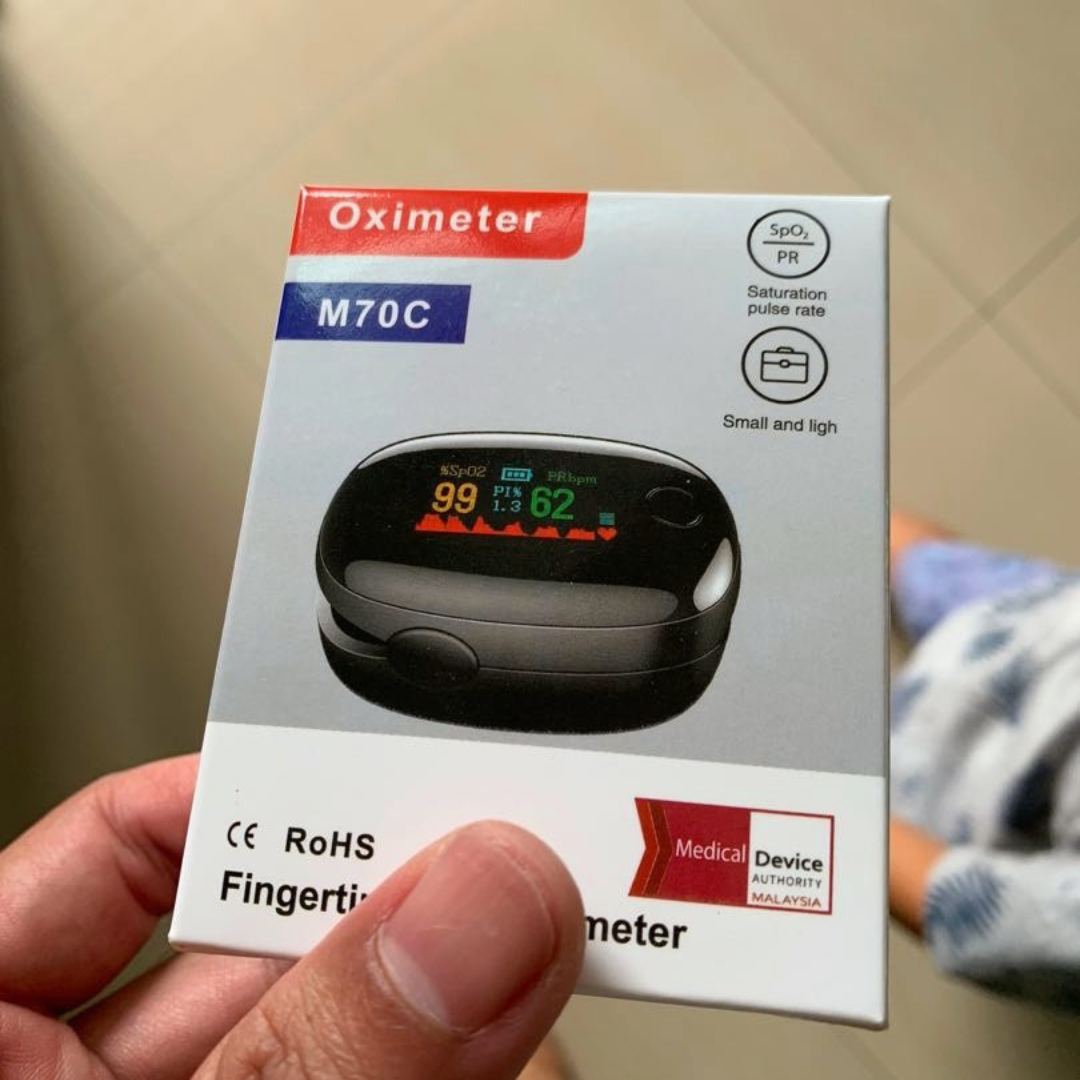 Oximeter
M70C
SpO₂
PR
Saturation
pulse rate
Small and ligh
%SpO2
PRbpm
99
PI%
1.3
62
CE RoHS
Medical Device
AUTHORITY
MALAYSIA
Fingerti
meter